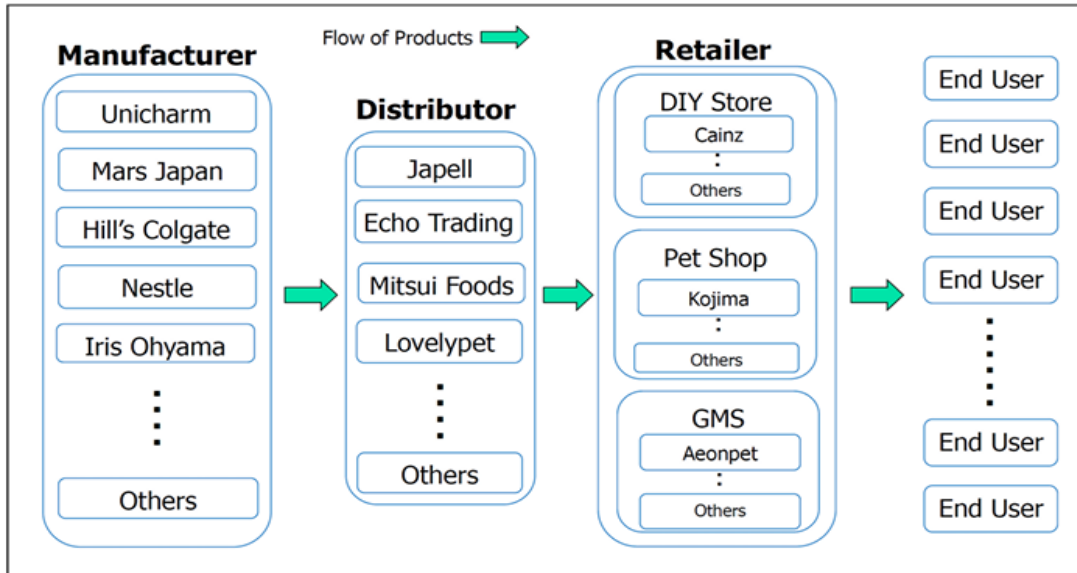 Flow of Products
Manufacturer
Unicharm
Mars Japan
Hill's Colgate
Nestle
Iris Ohyama
Others
Distributor
Japell
Echo Trading
Mitsui Foods
Lovelypet
Others
Retailer
DIY Store
Cainz
Others
Pet Shop
Kojima
Others
GMS
Aeonpet
Others
End User
End User
End User
End User
End User
End User